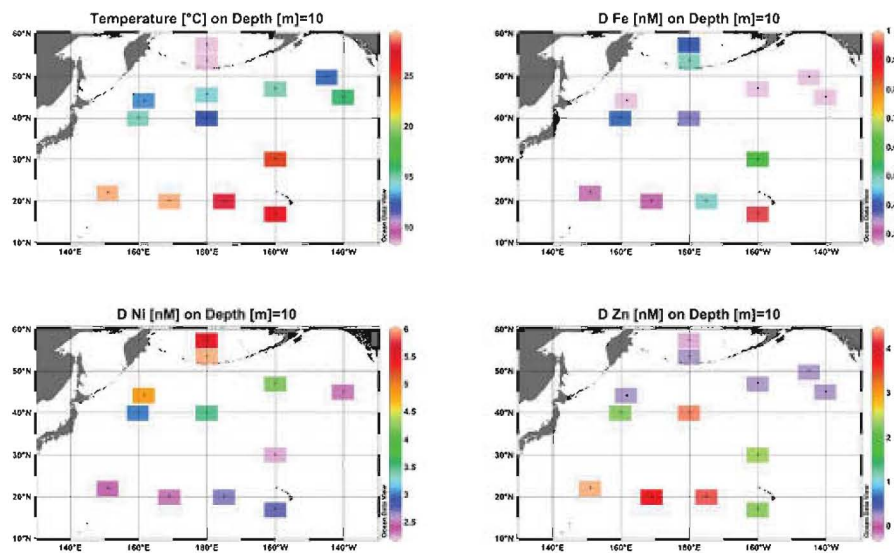 Temperature [°C] on Depth [m]=10
60°N
50°N
40°N
30°N
20°N
10°N
140°E
160°E
180°E
160°W
140°W
25
20
15
10
Ocean Data View
D Fe [nM] on Depth [m]=10
60°N
50°N
40°N
30°N
20°N
10°N
140°E
160°E
180°E
160°W
140°W
1
Ocean Data View
D Ni [nM] on Depth [m]=10
60°N
50°N
40°N
30°N
20°N
10°N
140°E
160°E
180°E
160°W
140°W
6
5.5
5
4.5
4
3.5
3
2.5
Ocean Data View
D Zn [nM] on Depth [m]=10
60°N
50°N
40°N
30°N
20°N
10°N
140°E
160°E
180°E
160°W
140°W
4
3
2
1
0
Ocean Data View